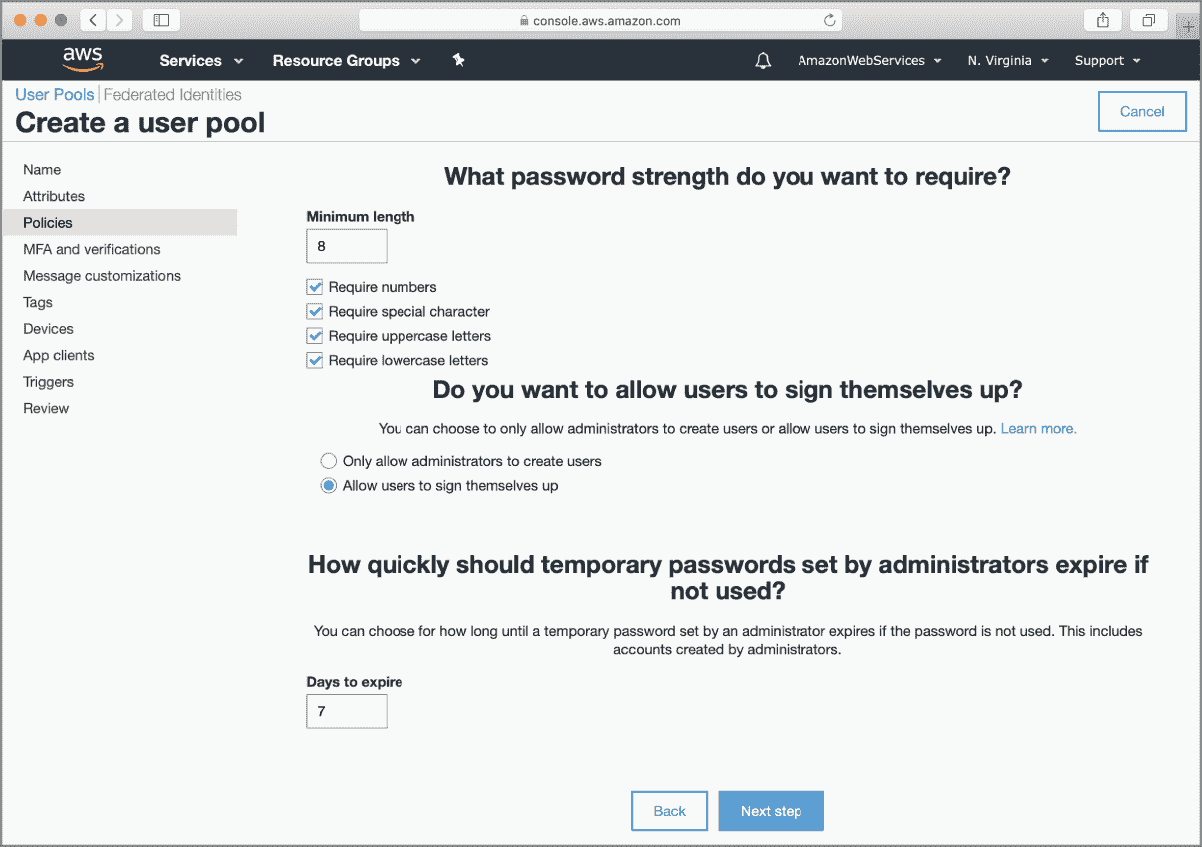 console.aws.amazon.com
aws
Services
Resource Groups
AmazonWebServices
N. Virginia
Support
User Pools | Federated Identities
Create a user pool
Cancel
Name
Attributes
Policies
MFA and verifications
Message customizations
Tags
Devices
App clients
Triggers
Review
What password strength do you want to require?
Minimum length
8
Require numbers
Require special character
Require uppercase letters
Require lowercase letters
Do you want to allow users to sign themselves up?
You can choose to only allow administrators to create users or allow users to sign themselves up. Learn more.
Only allow administrators to create users
Allow users to sign themselves up
How quickly should temporary passwords set by administrators expire if
not used?
You can choose for how long until a temporary password set by an administrator expires if the password is not used. This includes
accounts created by administrators.
Days to expire
7
Back
Next step